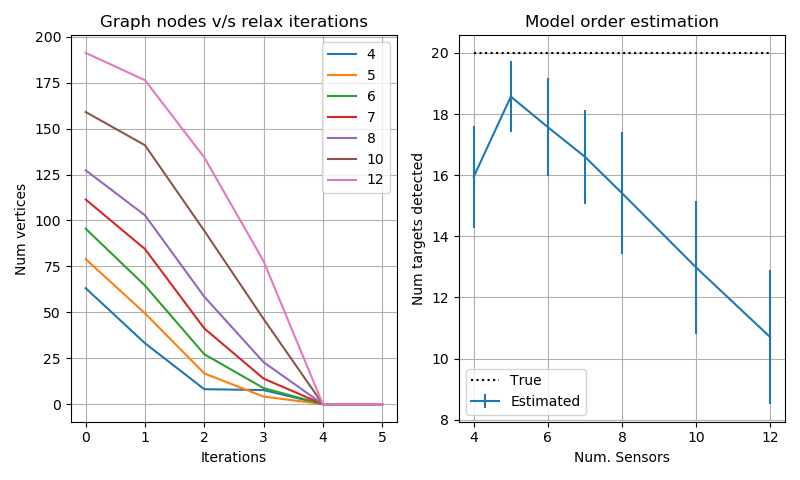 Graph nodes v/s relax iterations
Num vertices
200
175
150
125
100
75
50
25
0
0 1 2 3 4 5
Iterations
4
5
6
7
8
10
12
Model order estimation
Num targets detected
20
18
16
14
12
10
8
4 6 8 10 12
Num. Sensors
True
Estimated